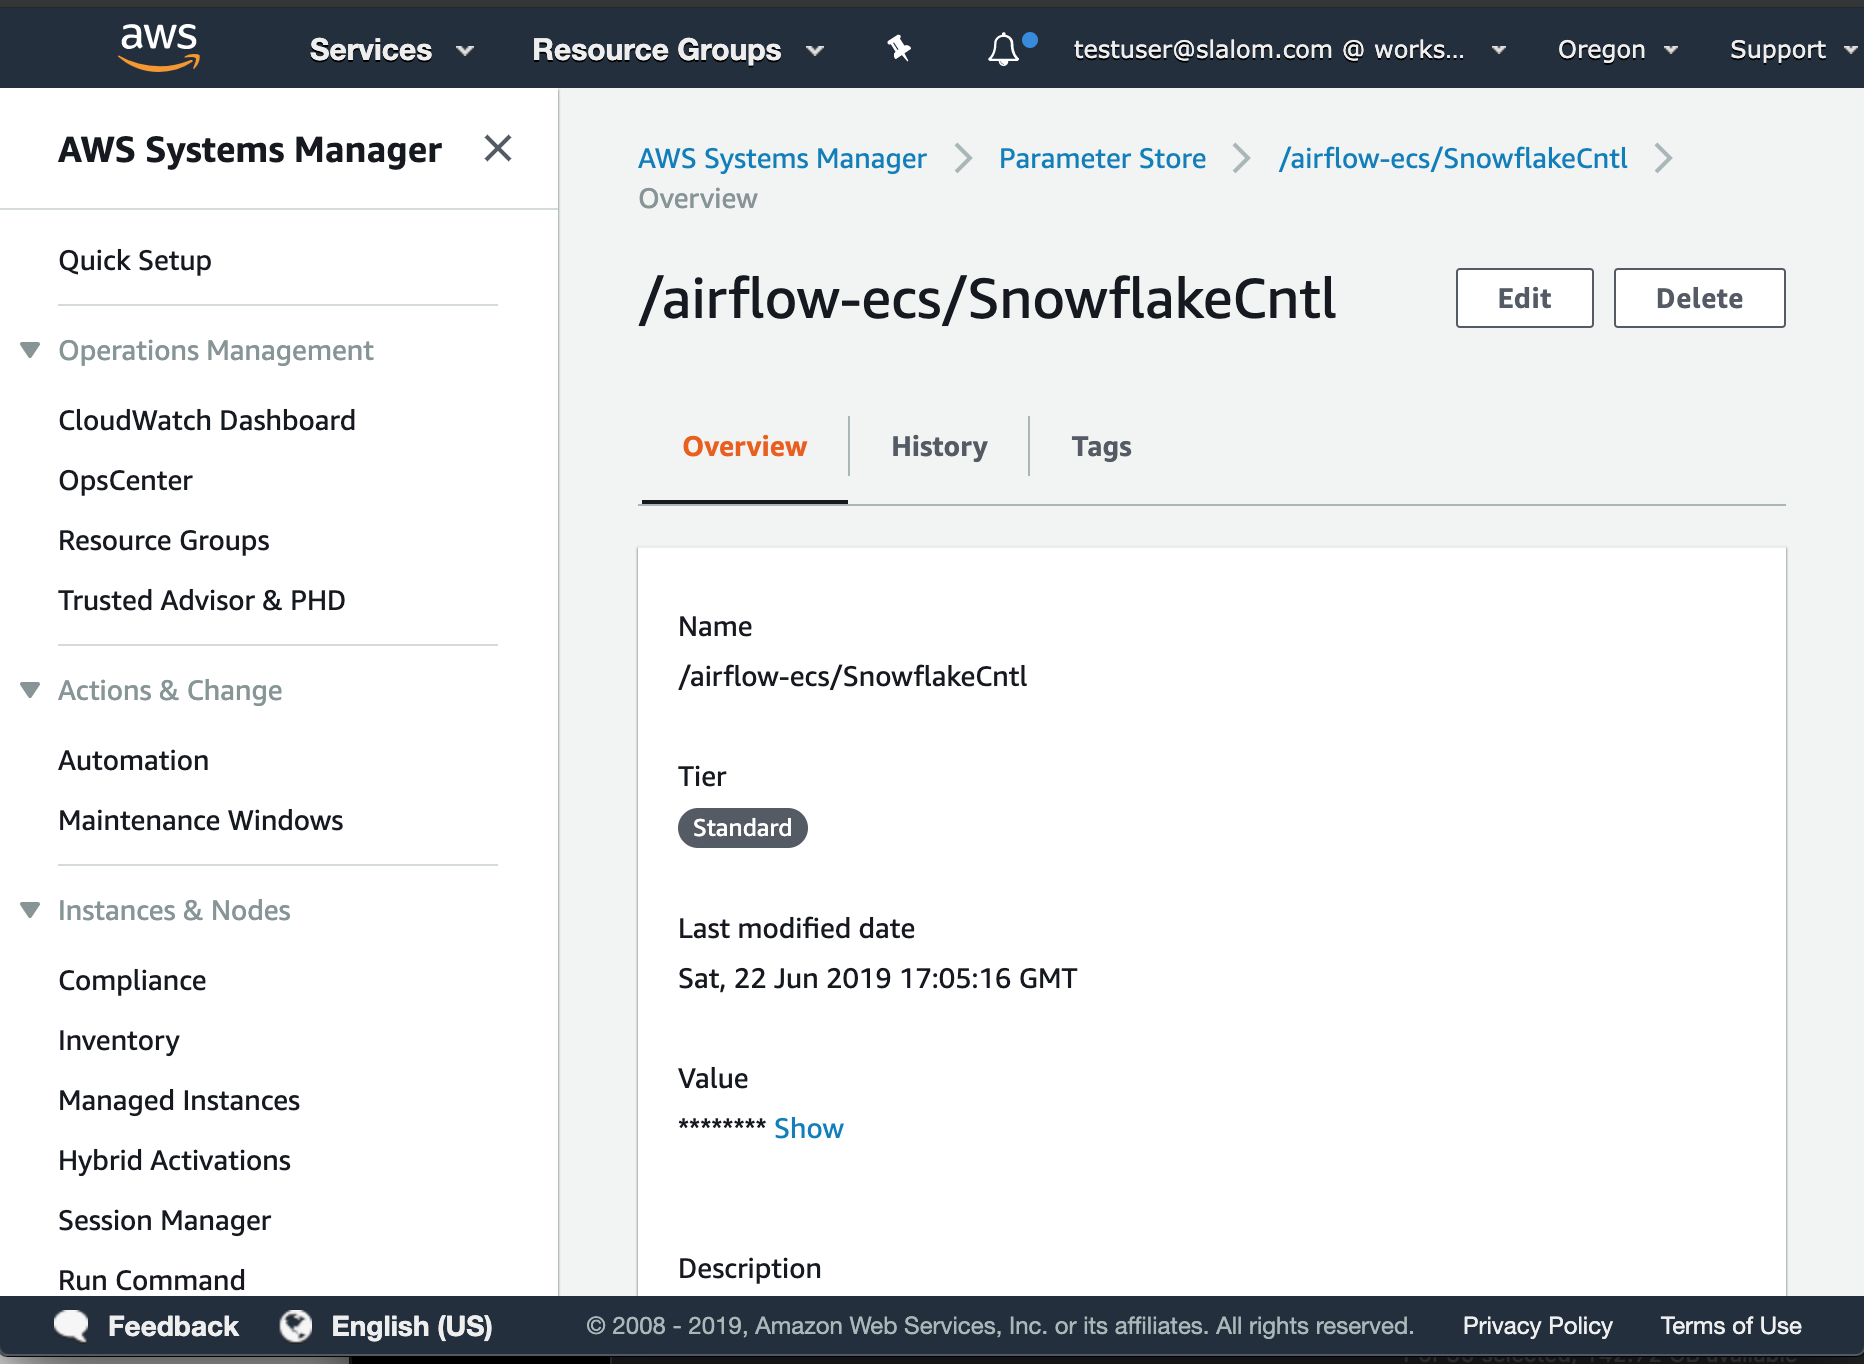 aws Services Resource Groups testuser@slalom.com @ works... Oregon Support
AWS Systems Manager
Quick Setup
Operations Management
CloudWatch Dashboard
OpsCenter
Resource Groups
Trusted Advisor & PHD
Actions & Change
Automation
Maintenance Windows
Instances & Nodes
Compliance
Inventory
Managed Instances
Hybrid Activations
Session Manager
Run Command
AWS Systems Manager Parameter Store /airflow-ecs/SnowflakeCntl
Overview
/airflow-ecs/SnowflakeCntl Edit Delete
Overview History Tags
Name
/airflow-ecs/SnowflakeCntl
Tier
Standard
Last modified date
Sat, 22 Jun 2019 17:05:16 GMT
Value
******** Show
Description
Feedback English (US) © 2008 - 2019, Amazon Web Services, Inc. or its affiliates. All rights reserved. Privacy Policy Terms of Use